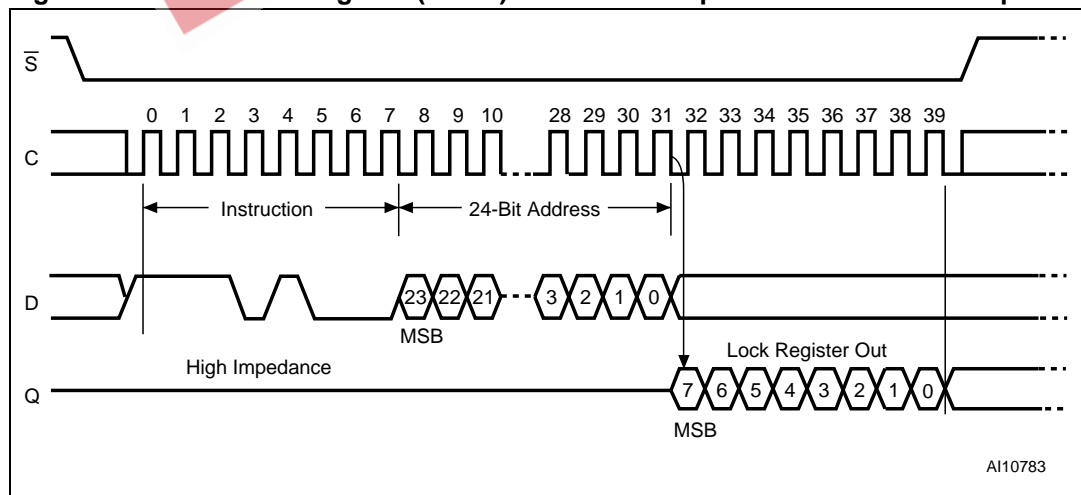 S
0 1 2 3 4 5 6 7 8 9 10 28 29 30 31 32 33 34 35 36 37 38 39
C
Instruction 24-Bit Address
D
23 22 21 3 2 1 0
MSB
High Impedance
Lock Register Out
Q
7 6 5 4 3 2 1 0
MSB
AI10783